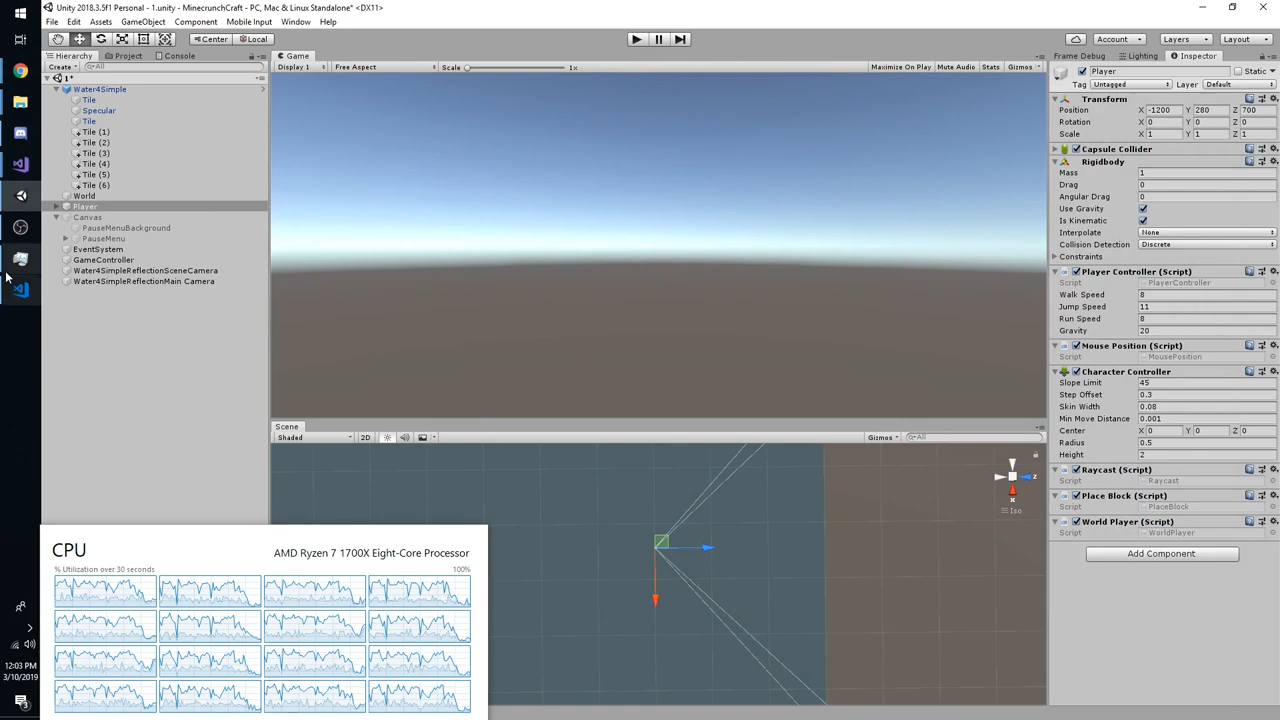 Unity 2018.3.5f1 Personal - 1.unity - MinecrunchCraft - PC, Mac & Linux Standalone* <DX11>
File Edit Assets GameObject Component Mobile Input Window Help
Center Local Account Layers Layout
Hierarchy Project Console
Create All
1*
Water4Simple
Tile
Specular
Tile
Tile (1)
Tile (2)
Tile (3)
Tile (4)
Tile (5)
Tile (6)
World
Player
Canvas
PauseMenuBackground
PauseMenu
EventSystem
GameController
Water4SimpleReflectionSceneCamera
Water4SimpleReflectionMain Camera
Game
Display 1 Free Aspect Scale 1x Maximize On Play Mute Audio Stats Gizmos
Scene
Shaded 2D Gizmos All
z
x
Iso
Frame Debug Lighting Inspector
Player Static
Tag Untagged Layer Default
Transform
Position X -1200 Y 280 Z 700
Rotation X 0 Y 0 Z 0
Scale X 1 Y 1 Z 1
Capsule Collider
Rigidbody
Mass 1
Drag 0
Angular Drag 0
Use Gravity
Is Kinematic
Interpolate None
Collision Detection Discrete
Constraints
Player Controller (Script)
Script PlayerController
Walk Speed 8
Jump Speed 11
Run Speed 8
Gravity 20
Mouse Position (Script)
Script MousePosition
Character Controller
Slope Limit 45
Step Offset 0.3
Skin Width 0.08
Min Move Distance 0.001
Center X 0 Y 0 Z 0
Radius 0.5
Height 2
Raycast (Script)
Script Raycast
Place Block (Script)
Script PlaceBlock
World Player (Script)
Script WorldPlayer
Add Component
CPU AMD Ryzen 7 1700X Eight-Core Processor
% Utilization over 30 seconds 100%
12:03 PM
3/10/2019
3